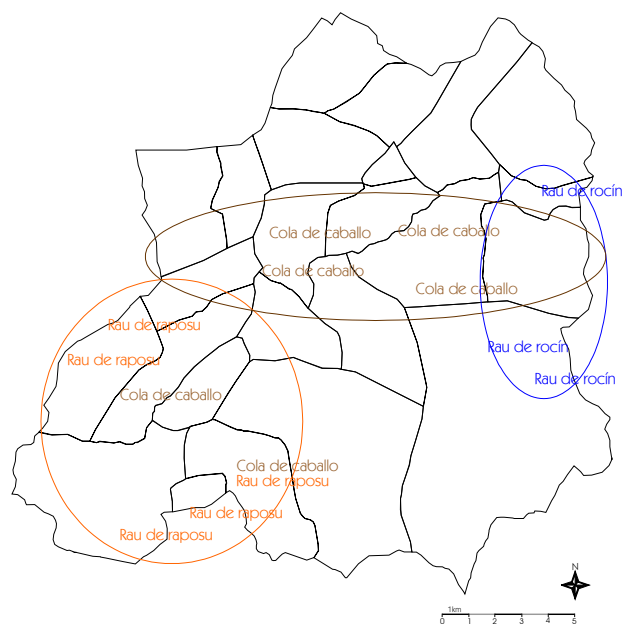 Rau de rocín
Cola de caballo
Cola de caballo
Cola de caballo
Cola de caballo
Rau de raposu
Rau de rocín
Rau de raposu
Rau de rocín
Cola de caballo
Cola de caballo
Rau de raposu
Rau de raposu
Rau de raposu
N
1km
0 1 2 3 4 5